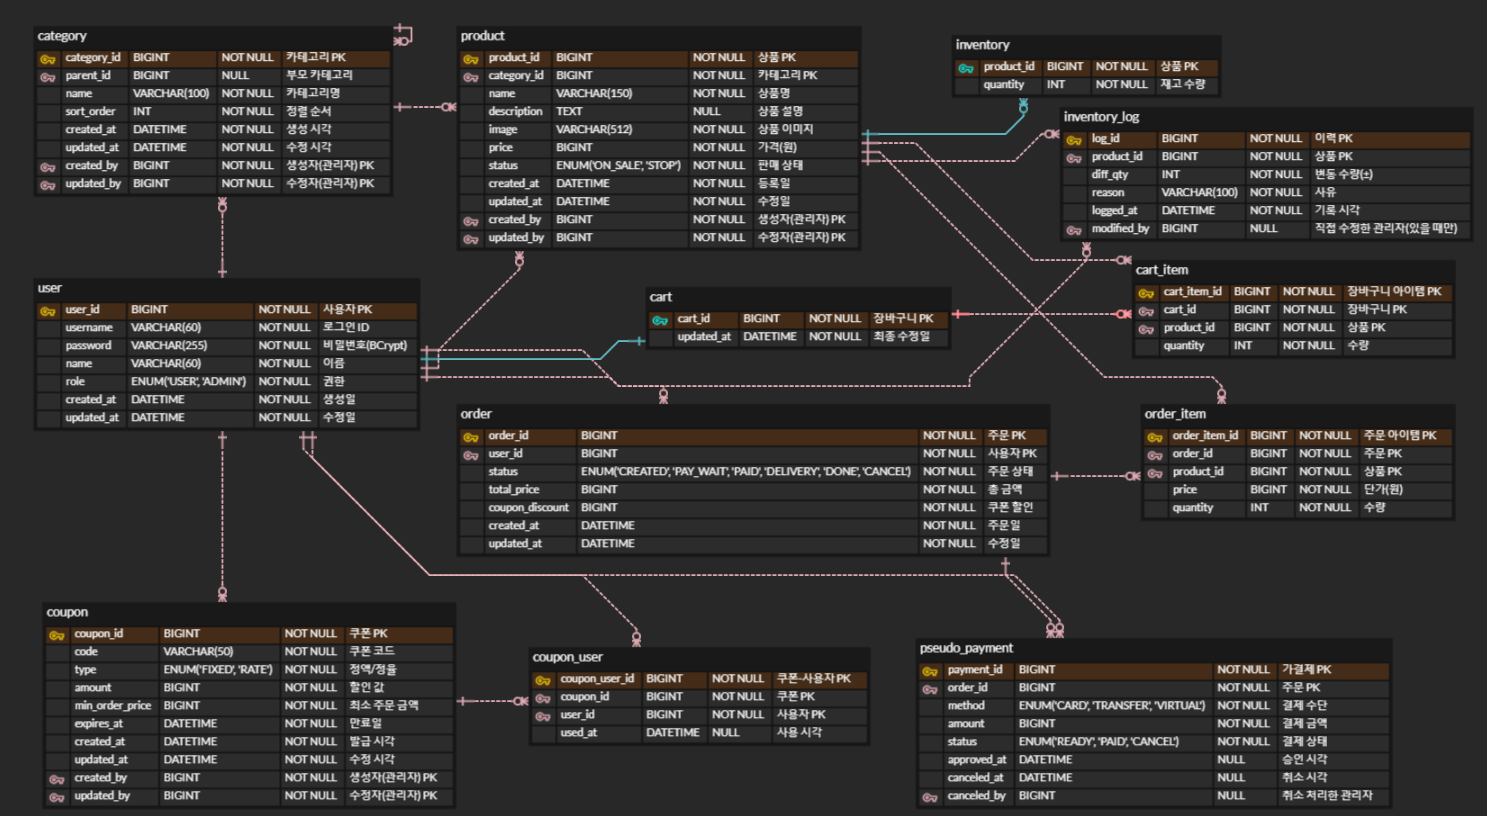 category
category_id BIGINT NOT NULL 카테고리 PK
parent_id BIGINT NULL 부모 카테고리
name VARCHAR(100) NOT NULL 카테고리명
sort_order INT NOT NULL 정렬 순서
created_at DATETIME NOT NULL 생성 시각
updated_at DATETIME NOT NULL 수정 시각
created_by BIGINT NOT NULL 생성자(관리자) PK
updated_by BIGINT NOT NULL 수정자(관리자) PK
product
product_id BIGINT NOT NULL 상품 PK
category_id BIGINT NOT NULL 카테고리 PK
name VARCHAR(150) NOT NULL 상품명
description TEXT NULL 상품 설명
image VARCHAR(512) NOT NULL 상품 이미지
price BIGINT NOT NULL 가격(원)
status ENUM('ON_SALE', 'STOP') NOT NULL 판매 상태
created_at DATETIME NOT NULL 등록일
updated_at DATETIME NOT NULL 수정일
created_by BIGINT NOT NULL 생성자(관리자) PK
updated_by BIGINT NOT NULL 수정자(관리자) PK
inventory
product_id BIGINT NOT NULL 상품 PK
quantity INT NOT NULL 재고 수량
inventory_log
log_id BIGINT NOT NULL 이력 PK
product_id BIGINT NOT NULL 상품 PK
diff_qty INT NOT NULL 변동 수량(±)
reason VARCHAR(100) NOT NULL 사유
logged_at DATETIME NOT NULL 기록 시각
modified_by BIGINT NULL 직접 수정한 관리자(있을 때만)
user
user_id BIGINT NOT NULL 사용자 PK
username VARCHAR(60) NOT NULL 로그인 ID
password VARCHAR(255) NOT NULL 비밀번호(BCrypt)
name VARCHAR(60) NOT NULL 이름
role ENUM('USER', 'ADMIN') NOT NULL 권한
created_at DATETIME NOT NULL 생성일
updated_at DATETIME NOT NULL 수정일
cart
cart_id BIGINT NOT NULL 장바구니 PK
updated_at DATETIME NOT NULL 최종 수정일
cart_item
cart_item_id BIGINT NOT NULL 장바구니 아이템 PK
cart_id BIGINT NOT NULL 장바구니 PK
product_id BIGINT NOT NULL 상품 PK
quantity INT NOT NULL 수량
order
order_id BIGINT NOT NULL 주문 PK
user_id BIGINT NOT NULL 사용자 PK
status ENUM('CREATED', 'PAY_WAIT', 'PAID', 'DELIVERY', 'DONE', 'CANCEL') NOT NULL 주문 상태
total_price BIGINT NOT NULL 총 금액
coupon_discount BIGINT NOT NULL 쿠폰 할인
created_at DATETIME NOT NULL 주문일
updated_at DATETIME NOT NULL 수정일
order_item
order_item_id BIGINT NOT NULL 주문 아이템 PK
order_id BIGINT NOT NULL 주문 PK
product_id BIGINT NOT NULL 상품 PK
price BIGINT NOT NULL 단가(원)
quantity INT NOT NULL 수량
coupon
coupon_id BIGINT NOT NULL 쿠폰 PK
code VARCHAR(50) NOT NULL 쿠폰 코드
type ENUM('FIXED', 'RATE') NOT NULL 정액/정율
amount BIGINT NOT NULL 할인 값
min_order_price BIGINT NOT NULL 최소 주문 금액
expires_at DATETIME NOT NULL 만료일
created_at DATETIME NOT NULL 발급 시각
updated_at DATETIME NOT NULL 수정 시각
created_by BIGINT NOT NULL 생성자(관리자) PK
updated_by BIGINT NOT NULL 수정자(관리자) PK
coupon_user
coupon_user_id BIGINT NOT NULL 쿠폰-사용자 PK
coupon_id BIGINT NOT NULL 쿠폰 PK
user_id BIGINT NOT NULL 사용자 PK
used_at DATETIME NULL 사용 시각
pseudo_payment
payment_id BIGINT NOT NULL 가결제 PK
order_id BIGINT NOT NULL 주문 PK
method ENUM('CARD', 'TRANSFER', 'VIRTUAL') NOT NULL 결제 수단
amount BIGINT NOT NULL 결제 금액
status ENUM('READY', 'PAID', 'CANCEL') NOT NULL 결제 상태
approved_at DATETIME NULL 승인 시각
canceled_at DATETIME NULL 취소 시각
canceled_by BIGINT NULL 취소 처리한 관리자